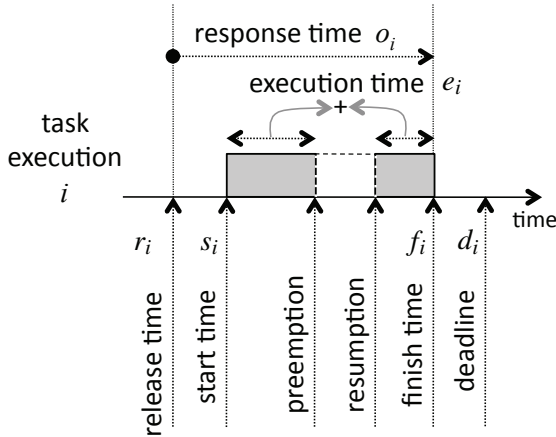 response time o_i
execution time e_i
+
task
execution
i
time
r_i
s_i
f_i
d_i
release time
start time
preemption
resumption
finish time
deadline